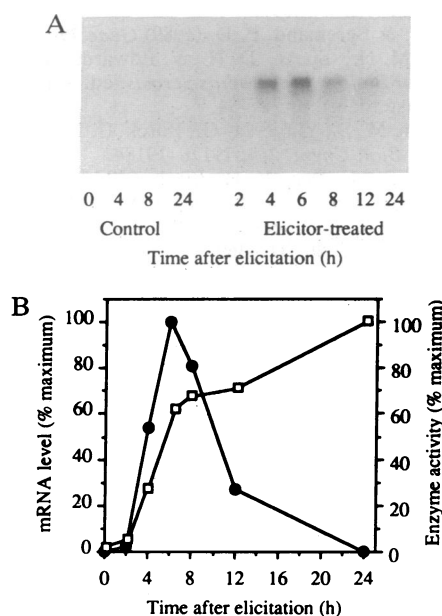 A
0 4 8 24 2 4 6 8 12 24
Control Elicitor-treated
Time after elicitation (h)
B
mRNA level (% maximum)
Enzyme activity (% maximum)
100 100
80 80
60 60
40 40
20 20
0 0
0 4 8 12 16 20 24
Time after elicitation (h)